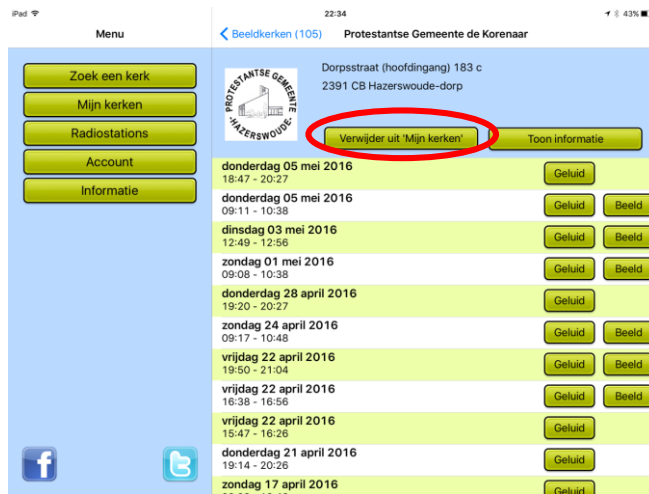 iPad 22:34 43%
Menu
Beeldkerken (105) Protestantse Gemeente de Korenaar
Zoek een kerk
Mijn kerken
Radiostations
Account
Informatie
PROTESTANTSE GEMEENTE
HAZERSWOUDE
Dorpsstraat (hoofdingang) 183 c
2391 CB Hazerswoude-dorp
Verwijder uit 'Mijn kerken' Toon informatie
donderdag 05 mei 2016
18:47 - 20:27 Geluid
donderdag 05 mei 2016
09:11 - 10:38 Geluid Beeld
dinsdag 03 mei 2016
12:49 - 12:56 Geluid Beeld
zondag 01 mei 2016
09:08 - 10:38 Geluid Beeld
donderdag 28 april 2016
19:20 - 20:27 Geluid
zondag 24 april 2016
09:17 - 10:48 Geluid Beeld
vrijdag 22 april 2016
19:50 - 21:04 Geluid Beeld
vrijdag 22 april 2016
16:38 - 16:56 Geluid Beeld
vrijdag 22 april 2016
15:47 - 16:26 Geluid
donderdag 21 april 2016
19:14 - 20:26 Geluid
zondag 17 april 2016
Geluid